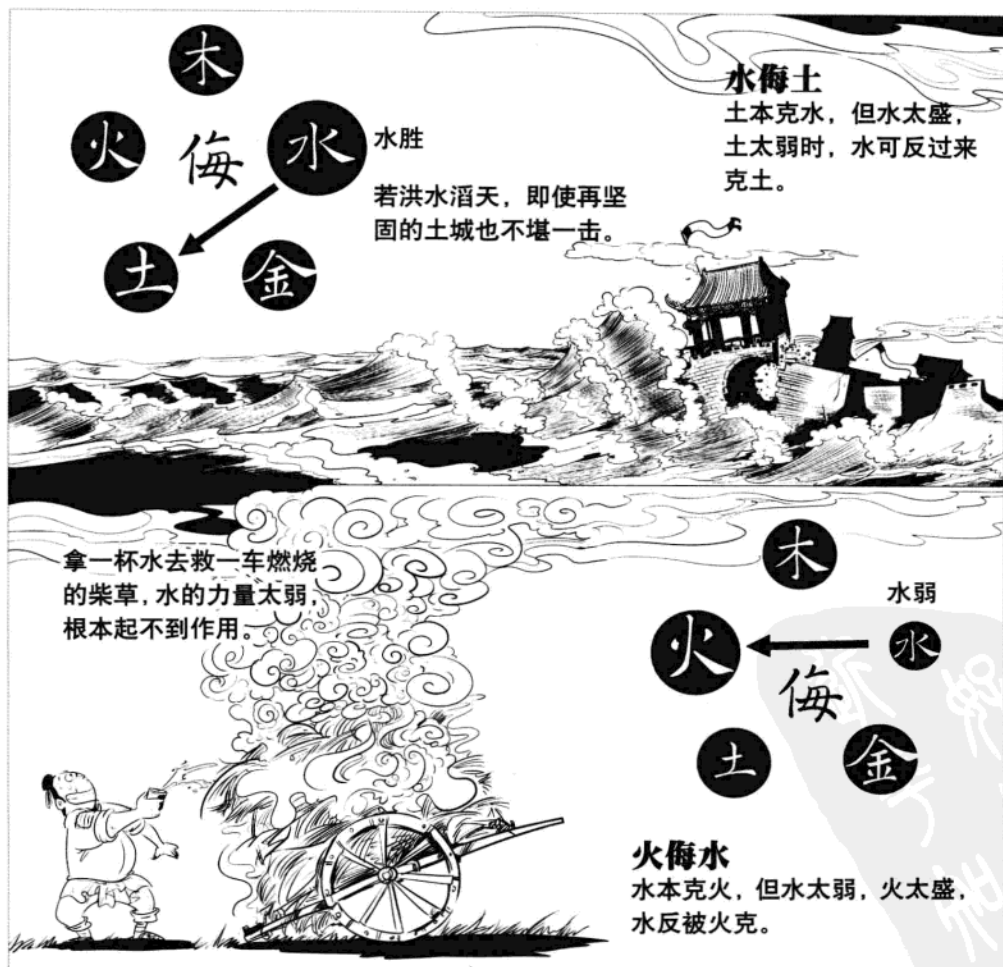 木
火
侮
水
水胜
土
金
若洪水滔天，即使再坚
固的土城也不堪一击。
水侮土
土本克水，但水太盛，
土太弱时，水可反过来
克土。
拿一杯水去救一车燃烧
的柴草，水的力量太弱，
根本起不到作用。
木
水弱
火
水
侮
土
金
火侮水
水本克火，但水太弱，火太盛，
水反被火克。